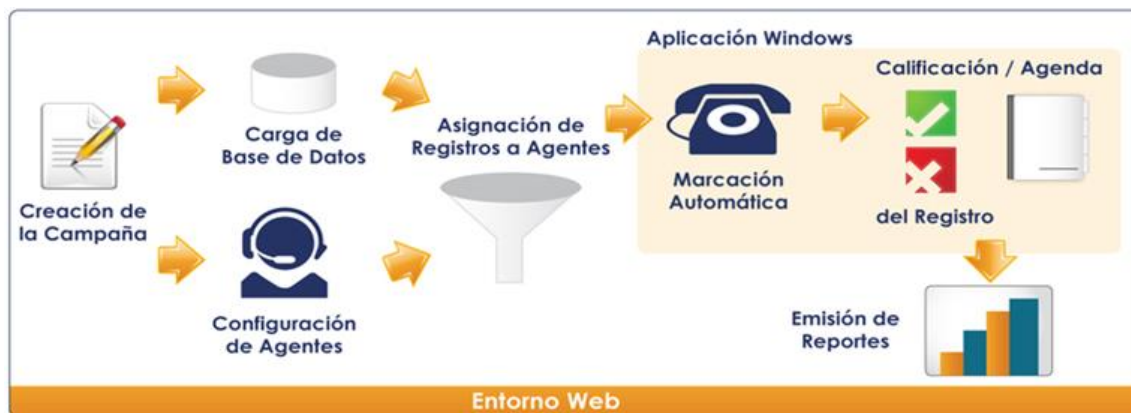 Creación de
la Campaña
Carga de
Base de Datos
Configuración
de Agentes
Asignación de
Registros a Agentes
Aplicación Windows
Marcación
Automática
Calificación / Agenda
del Registro
Emisión de
Reportes
Entorno Web